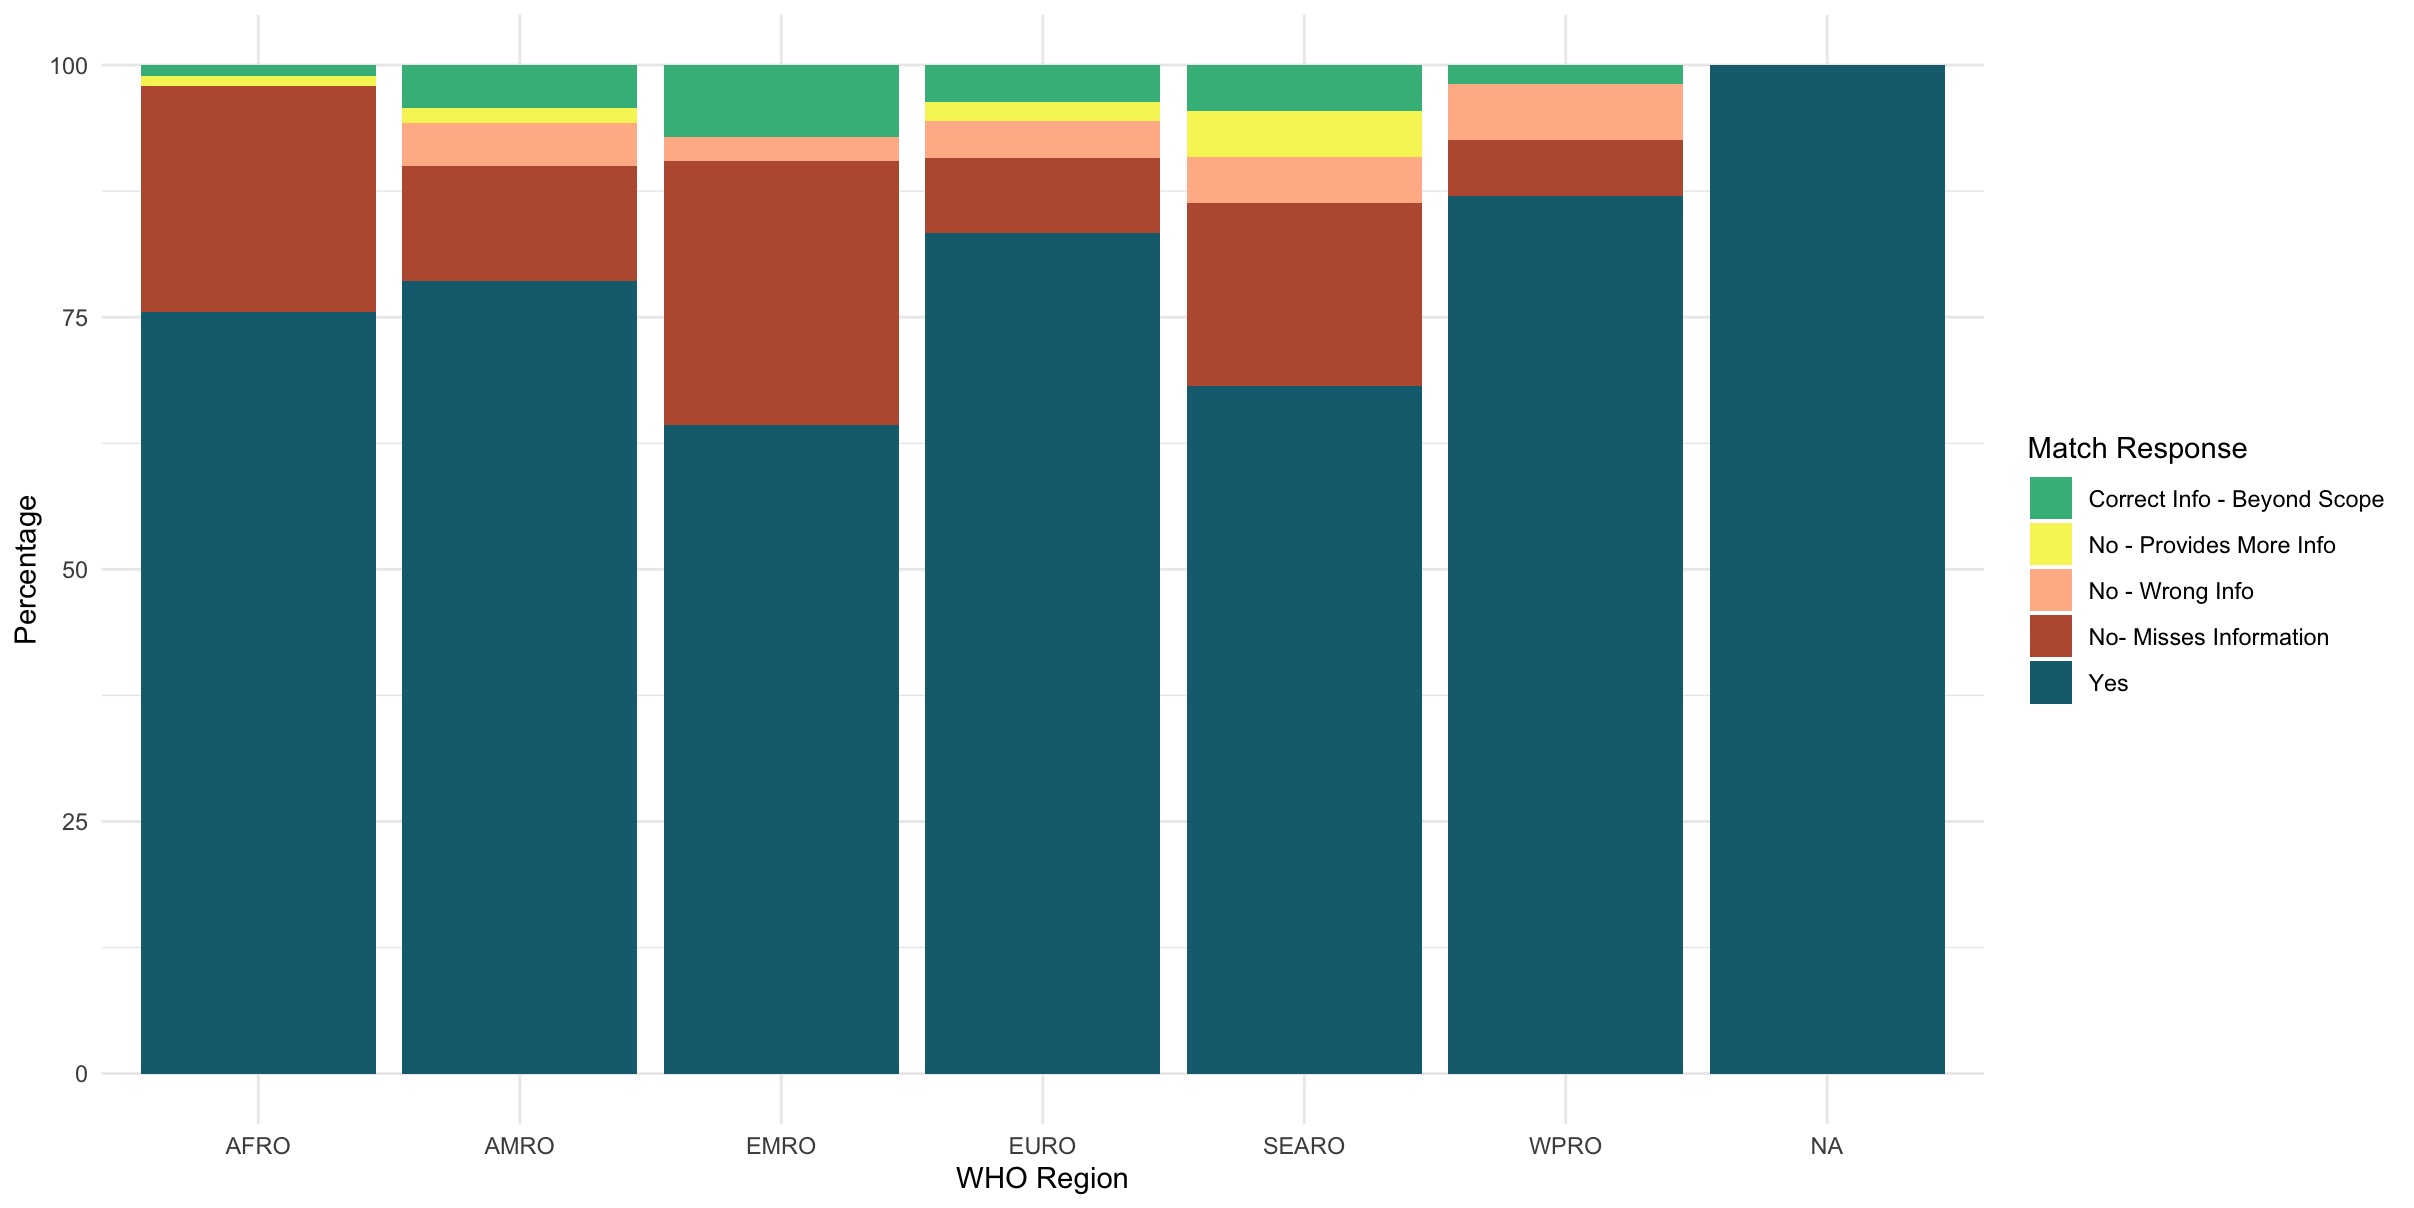 100
75
50
25
0
Percentage
AFRO
AMRO
EMRO
EURO
SEARO
WPRO
NA
WHO Region
Match Response
Correct Info - Beyond Scope
No - Provides More Info
No - Wrong Info
No- Misses Information
Yes